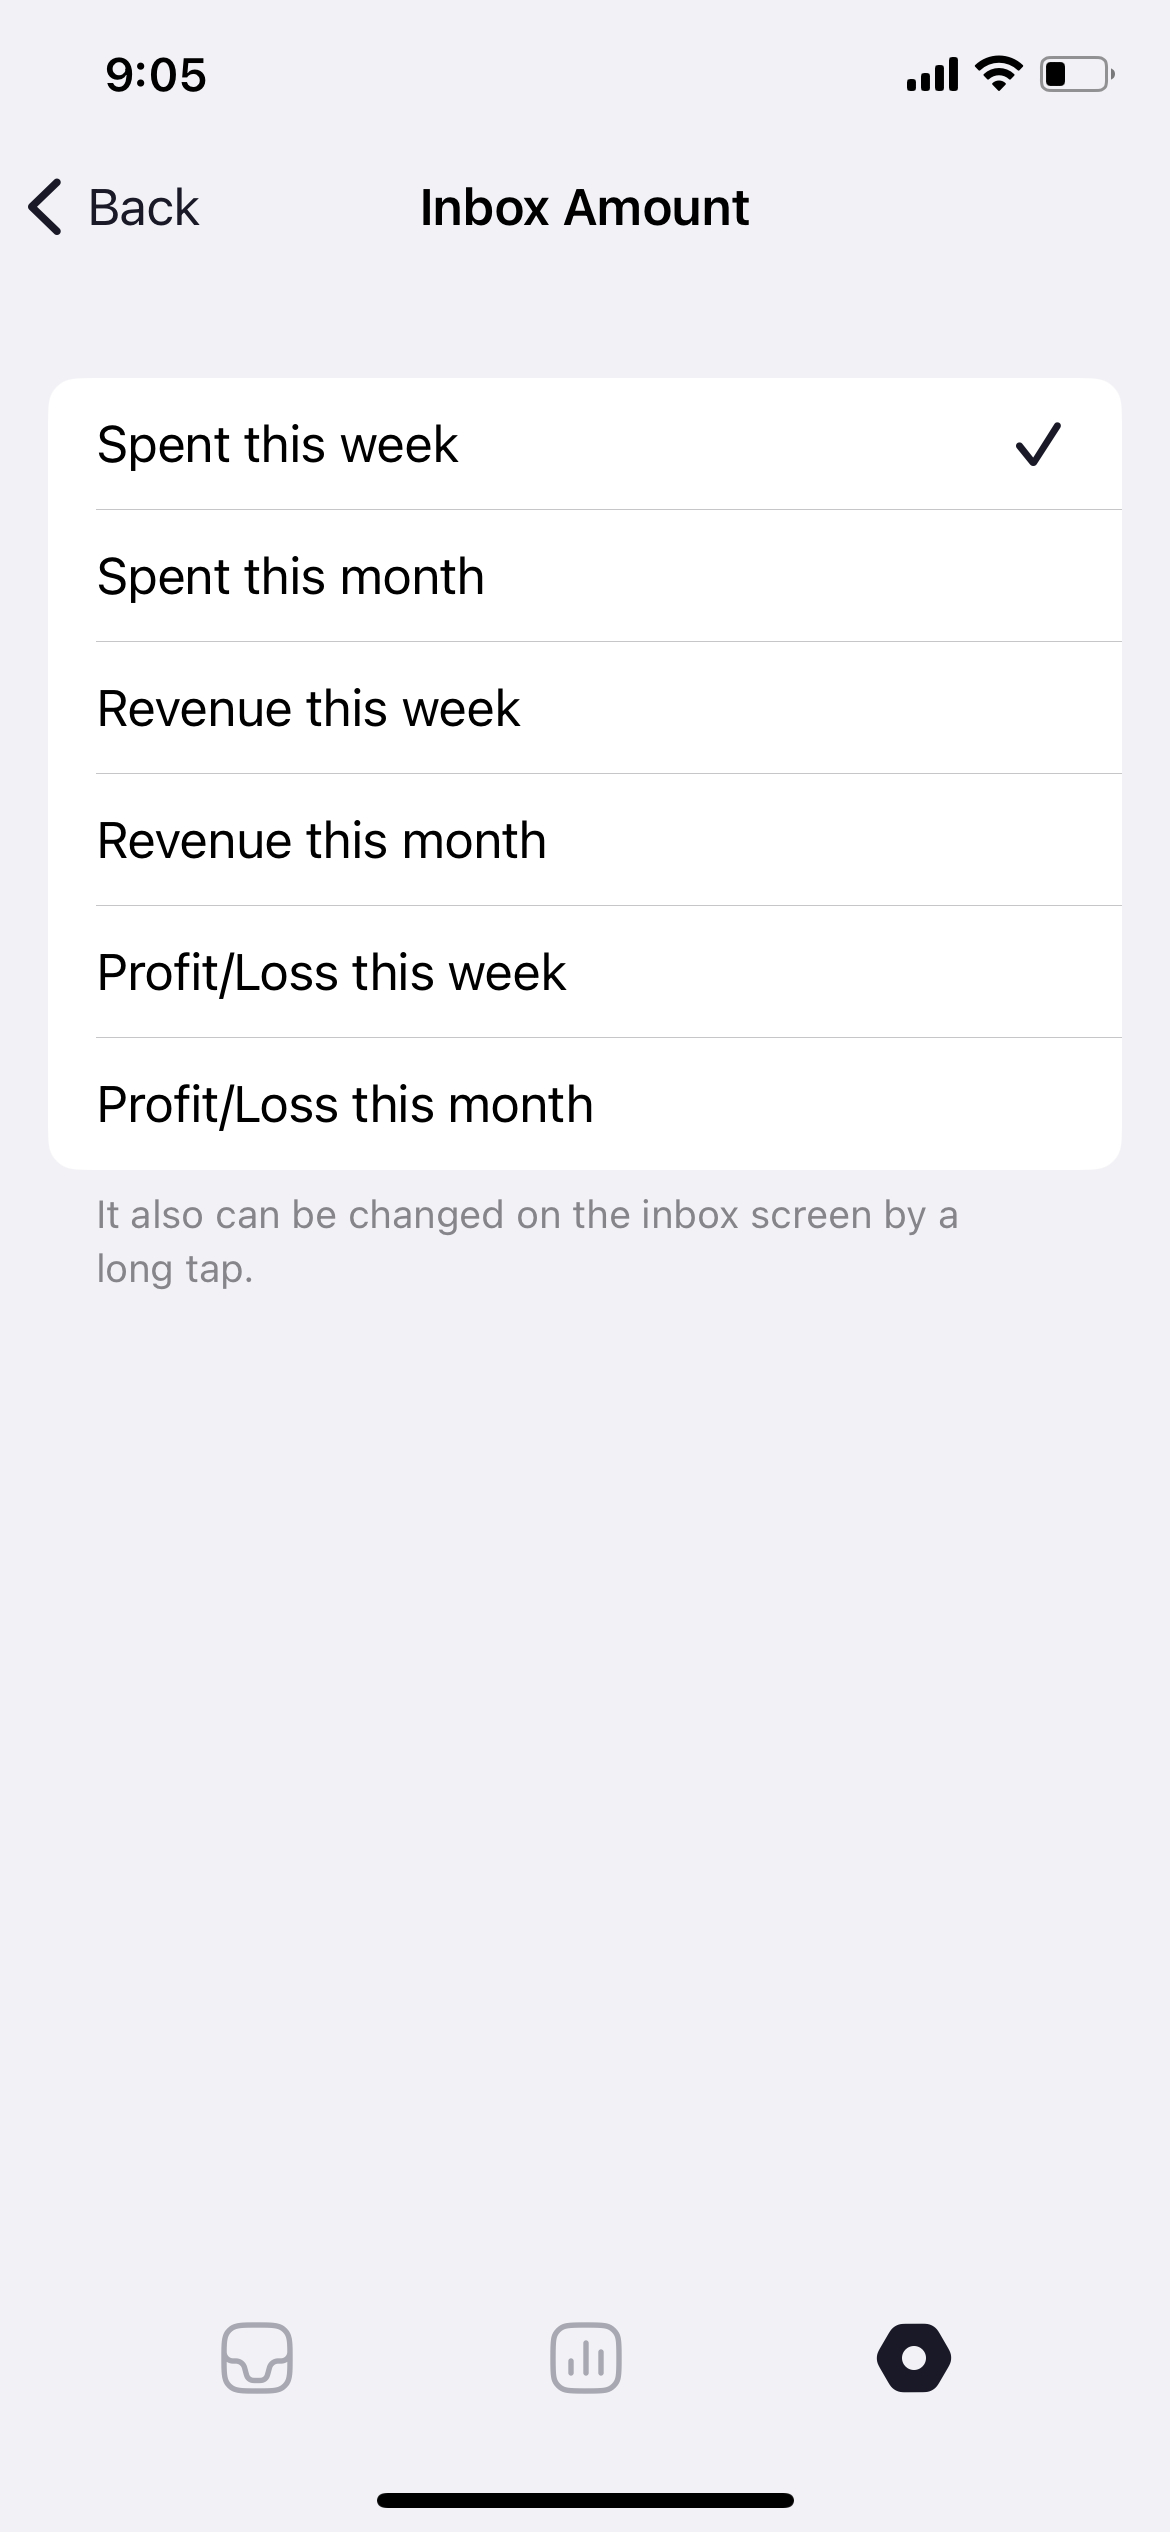 9:05
Back
Inbox Amount
Spent this week
Spent this month
Revenue this week
Revenue this month
Profit/Loss this week
Profit/Loss this month
It also can be changed on the inbox screen by a
long tap.